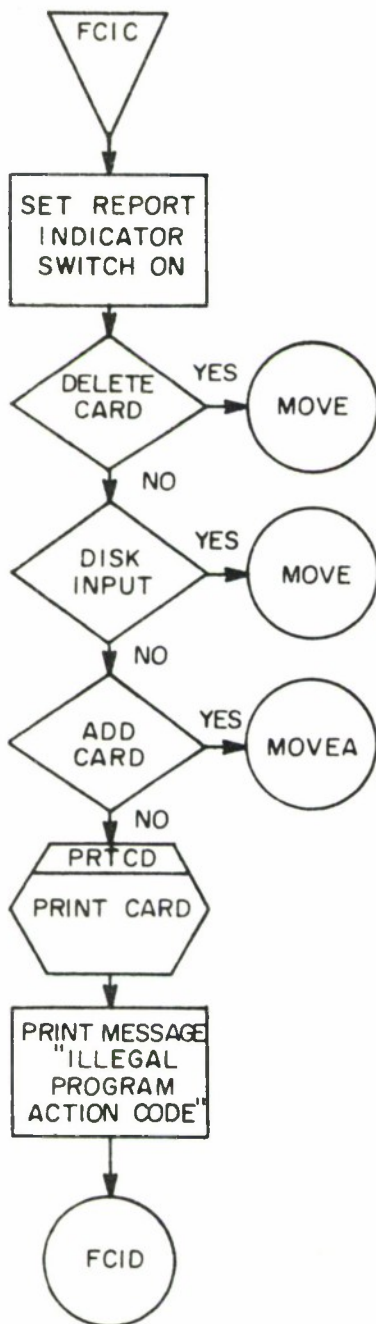 FCIC
SET REPORT
INDICATOR
SWITCH ON
DELETE
CARD
YES
MOVE
NO
DISK
INPUT
YES
MOVE
NO
ADD
CARD
YES
MOVEA
NO
PRTCD
PRINT CARD
PRINT MESSAGE
"ILLEGAL
PROGRAM
ACTION CODE"
FCID